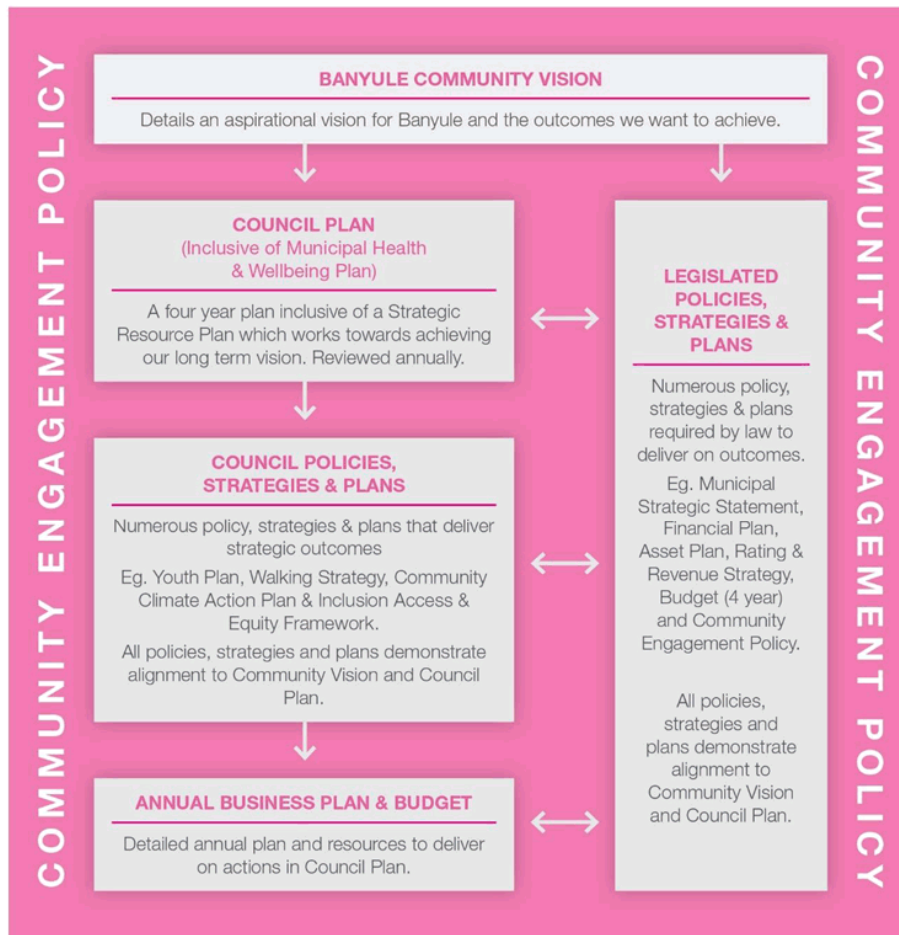 COMMUNITY ENGAGEMENT POLICY
BANYULE COMMUNITY VISION
Details an aspirational vision for Banyule and the outcomes we want to achieve.
COUNCIL PLAN
(Inclusive of Municipal Health
& Wellbeing Plan)
A four year plan inclusive of a Strategic
Resource Plan which works towards achieving
our long term vision. Reviewed annually.
COUNCIL POLICIES,
STRATEGIES & PLANS
Numerous policy, strategies & plans that deliver
strategic outcomes
Eg. Youth Plan, Walking Strategy, Community
Climate Action Plan & Inclusion Access &
Equity Framework.
All policies, strategies and plans demonstrate
alignment to Community Vision and Council
Plan.
ANNUAL BUSINESS PLAN & BUDGET
Detailed annual plan and resources to deliver
on actions in Council Plan.
LEGISLATED
POLICIES,
STRATEGIES &
PLANS
Numerous policy,
strategies & plans
required by law to
deliver on outcomes.
Eg. Municipal
Strategic Statement,
Financial Plan,
Asset Plan, Rating &
Revenue Strategy,
Budget (4 year)
and Community
Engagement Policy.
All policies,
strategies and
plans demonstrate
alignment to
Community Vision
and Council Plan.
COMMUNITY ENGAGEMENT POLICY